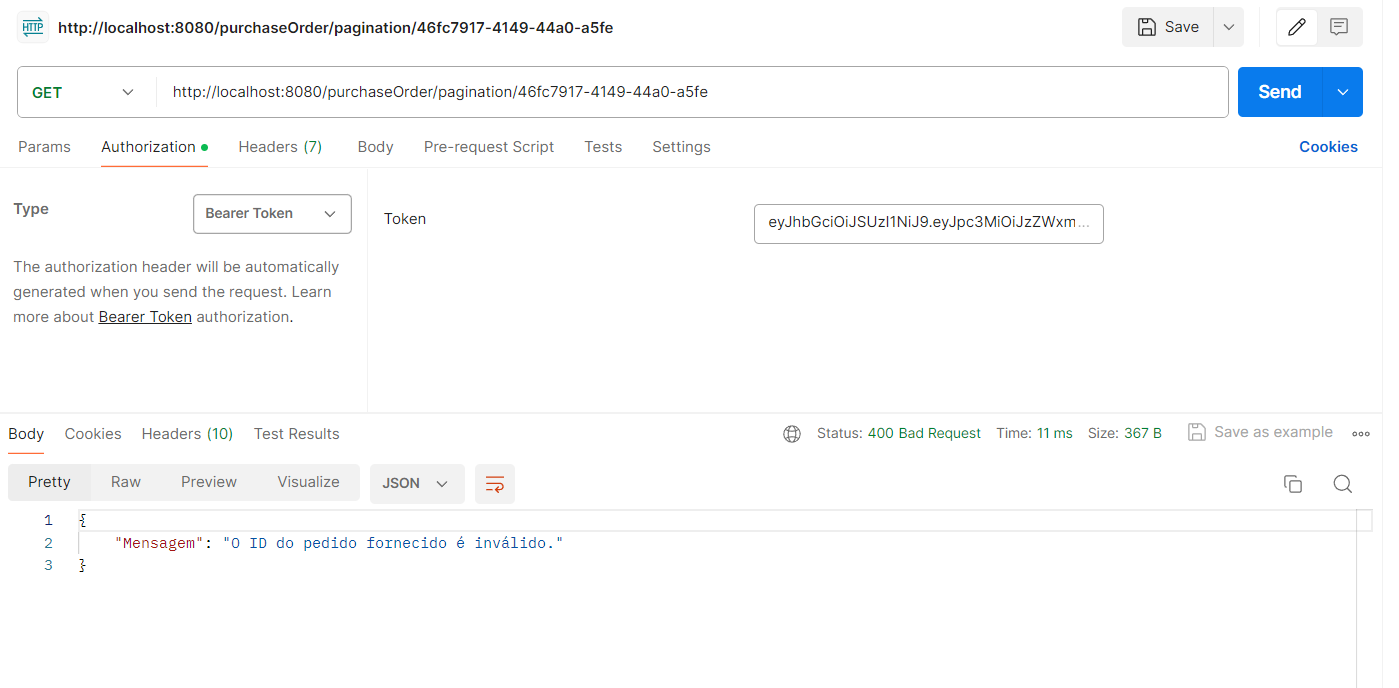 HTTP http://localhost:8080/purchaseOrder/pagination/46fc7917-4149-44a0-a5fe Save
GET http://localhost:8080/purchaseOrder/pagination/46fc7917-4149-44a0-a5fe Send
Params Authorization Headers (7) Body Pre-request Script Tests Settings Cookies
Type Bearer Token Token eyJhbGciOiJSUzI1NiJ9.eyJpc3MiOiJzZWxm...
The authorization header will be automatically
generated when you send the request. Learn
more about Bearer Token authorization.
Body Cookies Headers (10) Test Results Status: 400 Bad Request Time: 11 ms Size: 367 B Save as example
Pretty Raw Preview Visualize JSON
1 {
2 "Mensagem": "O ID do pedido fornecido é inválido."
3 }